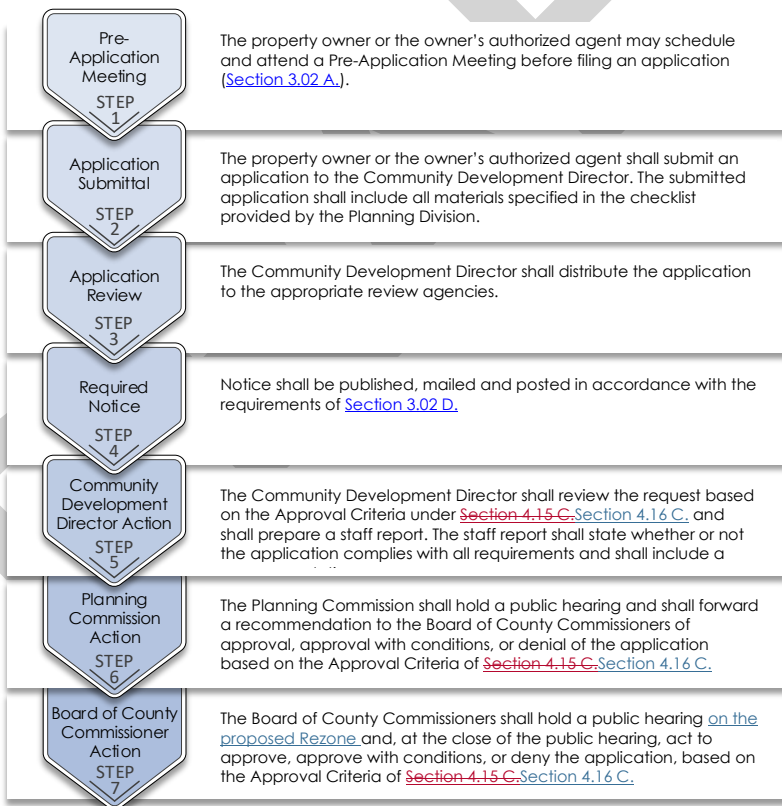 Pre-
Application
Meeting
STEP
1
The property owner or the owner’s authorized agent may schedule
and attend a Pre-Application Meeting before filing an application
(Section 3.02 A.).
Application
Submittal
STEP
2
The property owner or the owner’s authorized agent shall submit an
application to the Community Development Director. The submitted
application shall include all materials specified in the checklist
provided by the Planning Division.
Application
Review
STEP
3
The Community Development Director shall distribute the application
to the appropriate review agencies.
Required
Notice
STEP
4
Notice shall be published, mailed and posted in accordance with the
requirements of Section 3.02 D.
Community
Development
Director Action
STEP
5
The Community Development Director shall review the request based
on the Approval Criteria under Section 4.15 C.Section 4.16 C. and
shall prepare a staff report. The staff report shall state whether or not
the application complies with all requirements and shall include a
Planning
Commission
Action
STEP
6
The Planning Commission shall hold a public hearing and shall forward
a recommendation to the Board of County Commissioners of
approval, approval with conditions, or denial of the application
based on the Approval Criteria of Section 4.15 C.Section 4.16 C.
Board of County
Commissioner
Action
STEP
7
The Board of County Commissioners shall hold a public hearing on the
proposed Rezone and, at the close of the public hearing, act to
approve, approve with conditions, or deny the application, based on
the Approval Criteria of Section 4.15 C.Section 4.16 C.